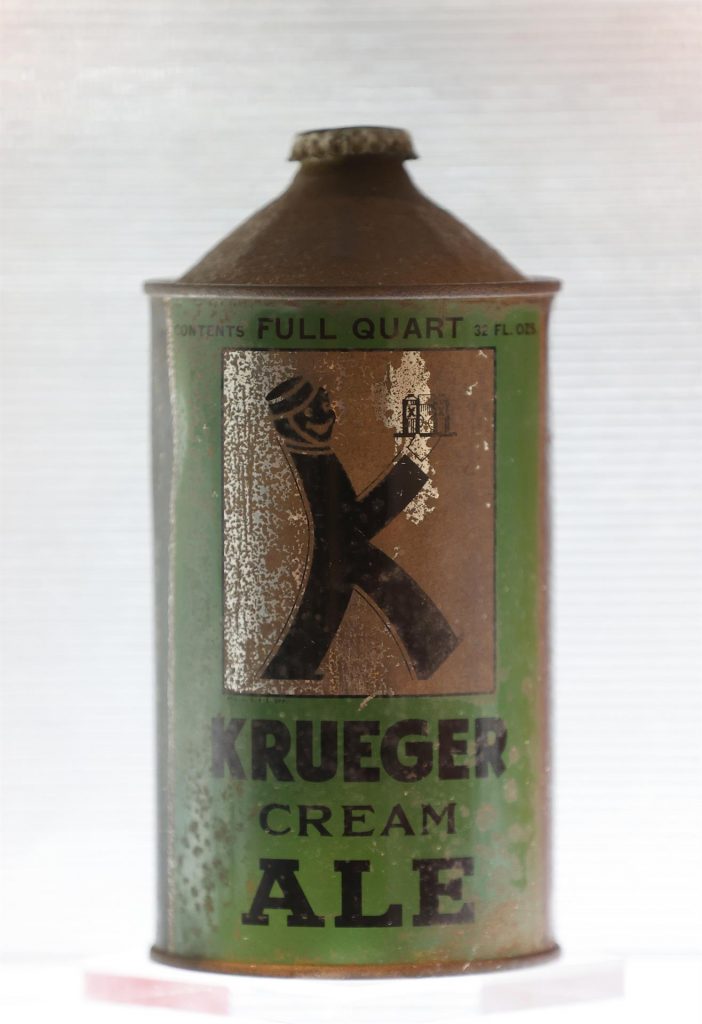 CONTENTS FULL QUART 32 FL. OZS
KRUEGER
CREAM
ALE